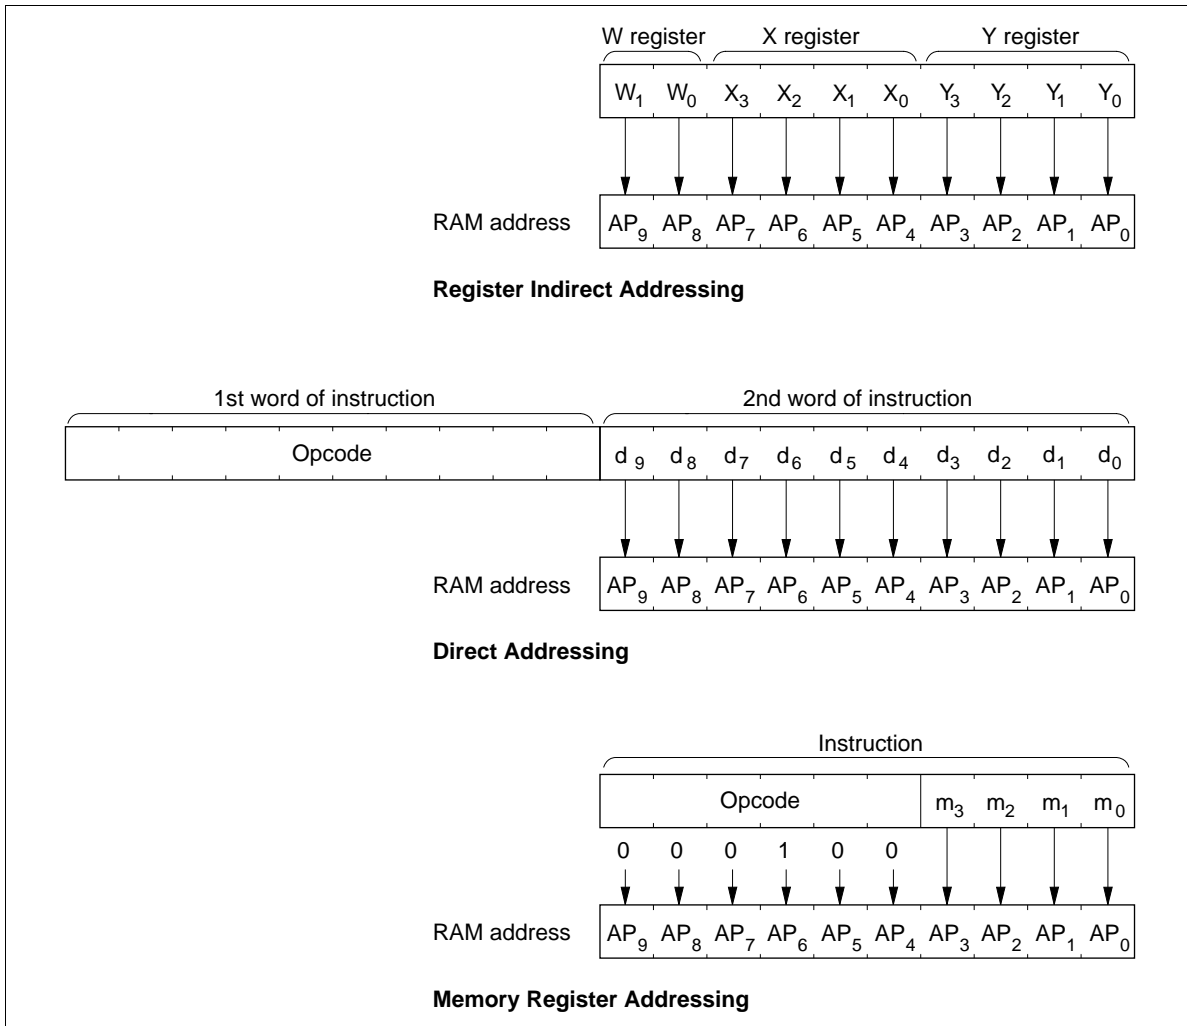 W register X register Y register
W1 W0 X3 X2 X1 X0 Y3 Y2 Y1 Y0
RAM address AP9 AP8 AP7 AP6 AP5 AP4 AP3 AP2 AP1 AP0
Register Indirect Addressing
1st word of instruction 2nd word of instruction
Opcode d9 d8 d7 d6 d5 d4 d3 d2 d1 d0
RAM address AP9 AP8 AP7 AP6 AP5 AP4 AP3 AP2 AP1 AP0
Direct Addressing
Instruction
Opcode m3 m2 m1 m0
0 0 0 1 0 0
RAM address AP9 AP8 AP7 AP6 AP5 AP4 AP3 AP2 AP1 AP0
Memory Register Addressing